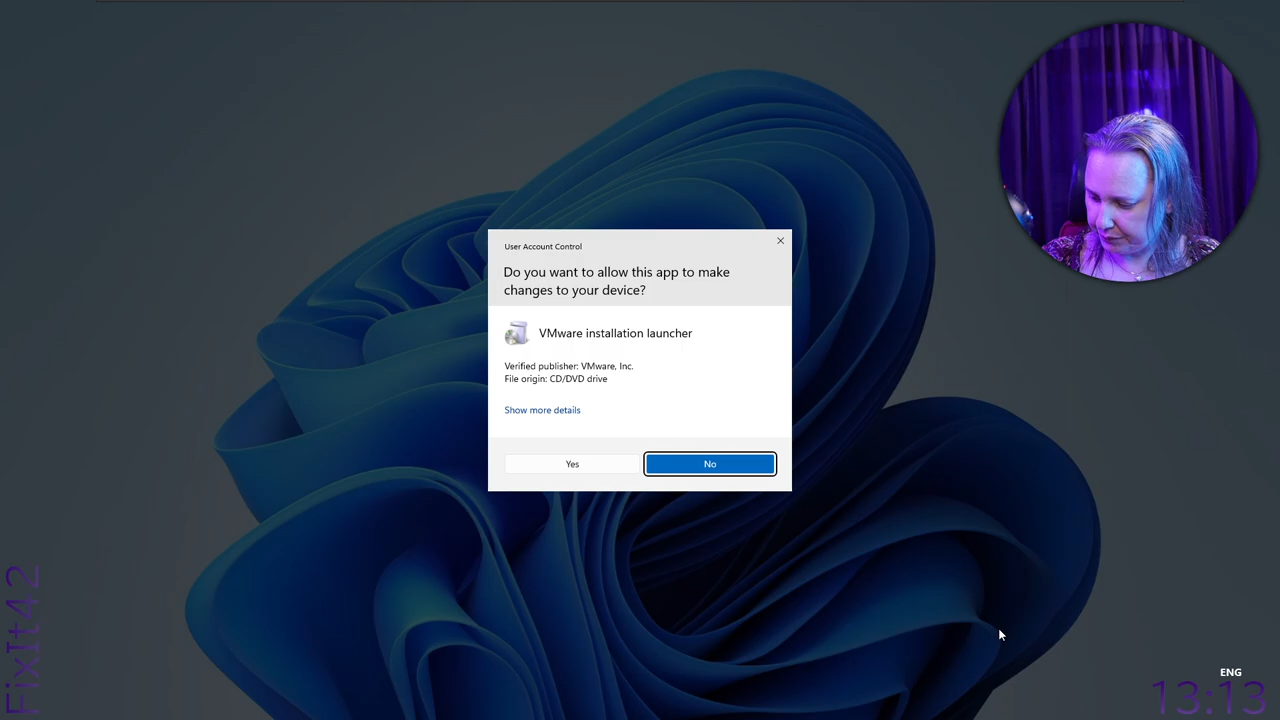 User Account Control
Do you want to allow this app to make
changes to your device?
VMware installation launcher
Verified publisher: VMware, Inc.
File origin: CD/DVD drive
Show more details
Yes
No
FixIt42
ENG
13:13